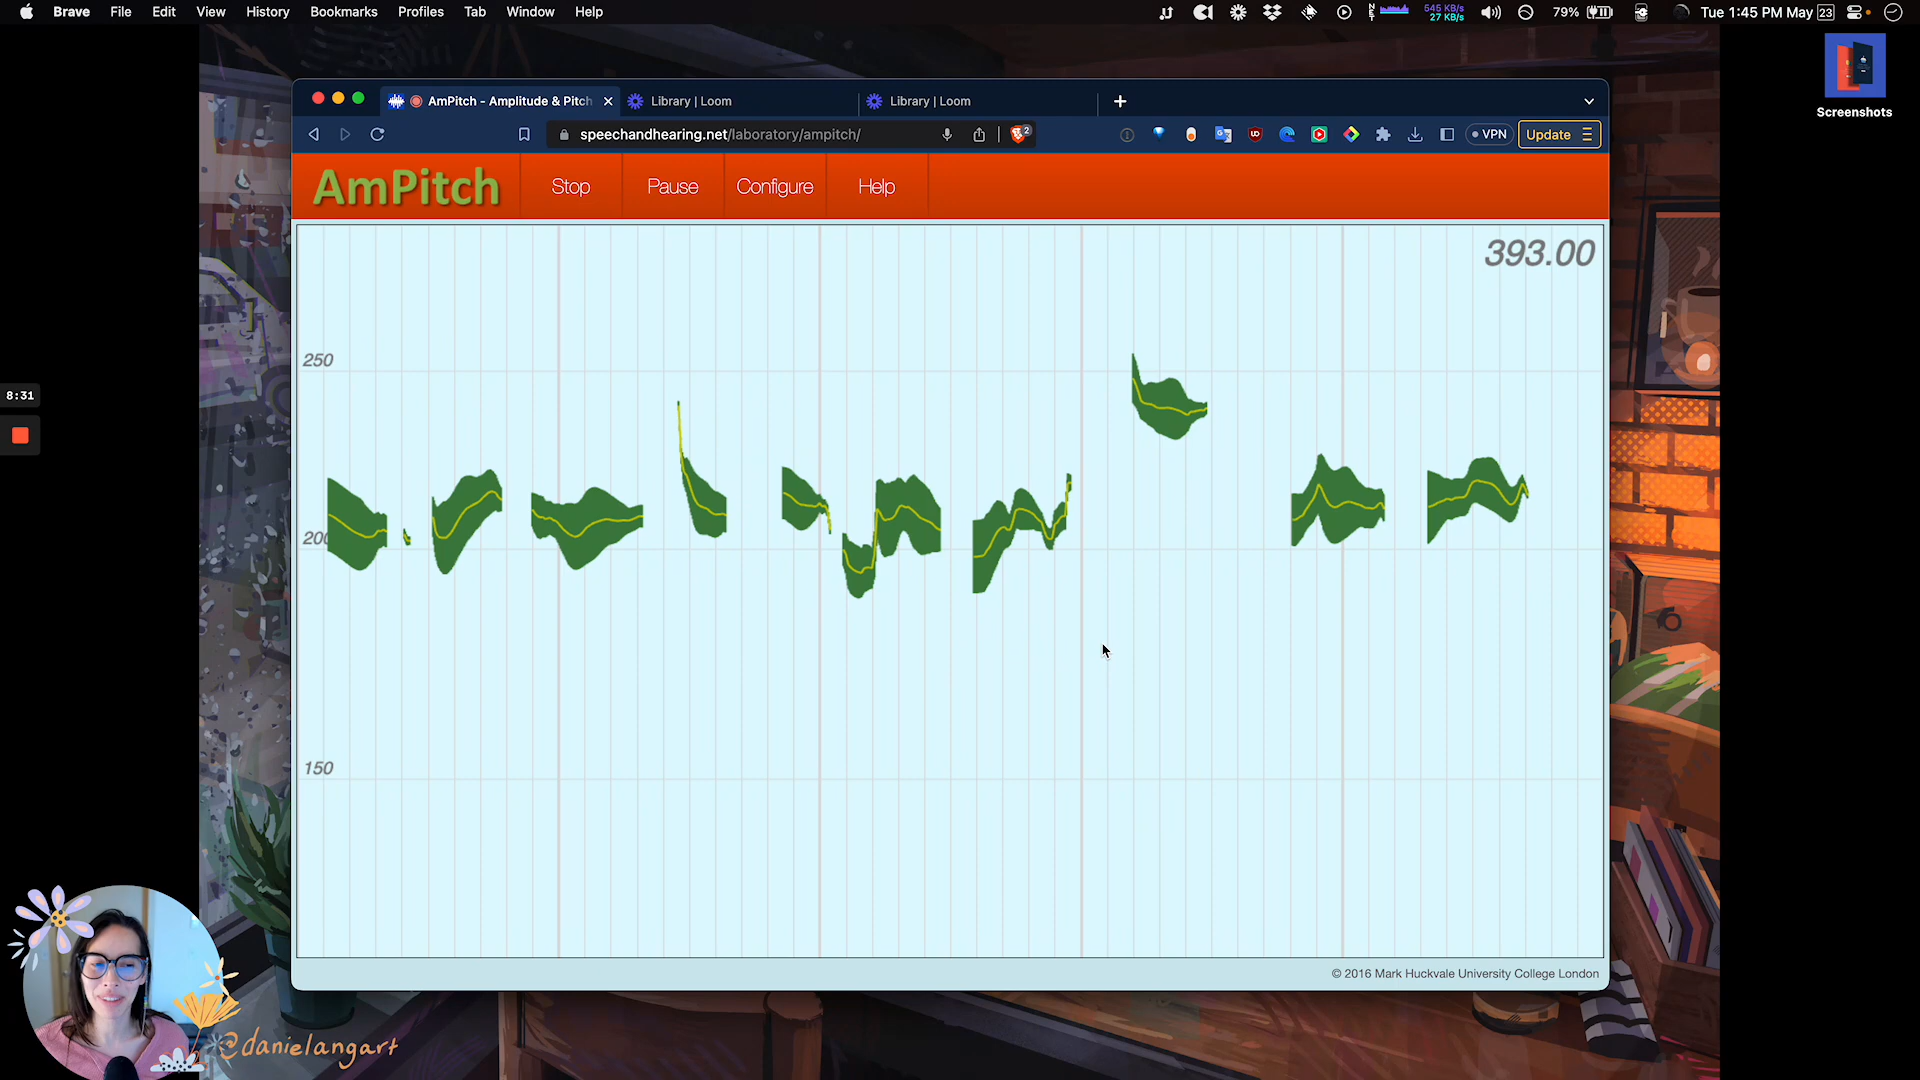 Brave File Edit View History Bookmarks Profiles Tab Window Help
NET 545 KB/s 27 KB/s 79% Tue 1:45 PM May 23
Screenshots
AmPitch - Amplitude & Pitch
Library | Loom
Library | Loom
speechandhearing.net/laboratory/ampitch/
2
VPN
Update
AmPitch
Stop
Pause
Configure
Help
393.00
250
200
150
8:31
© 2016 Mark Huckvale University College London
@danielangart